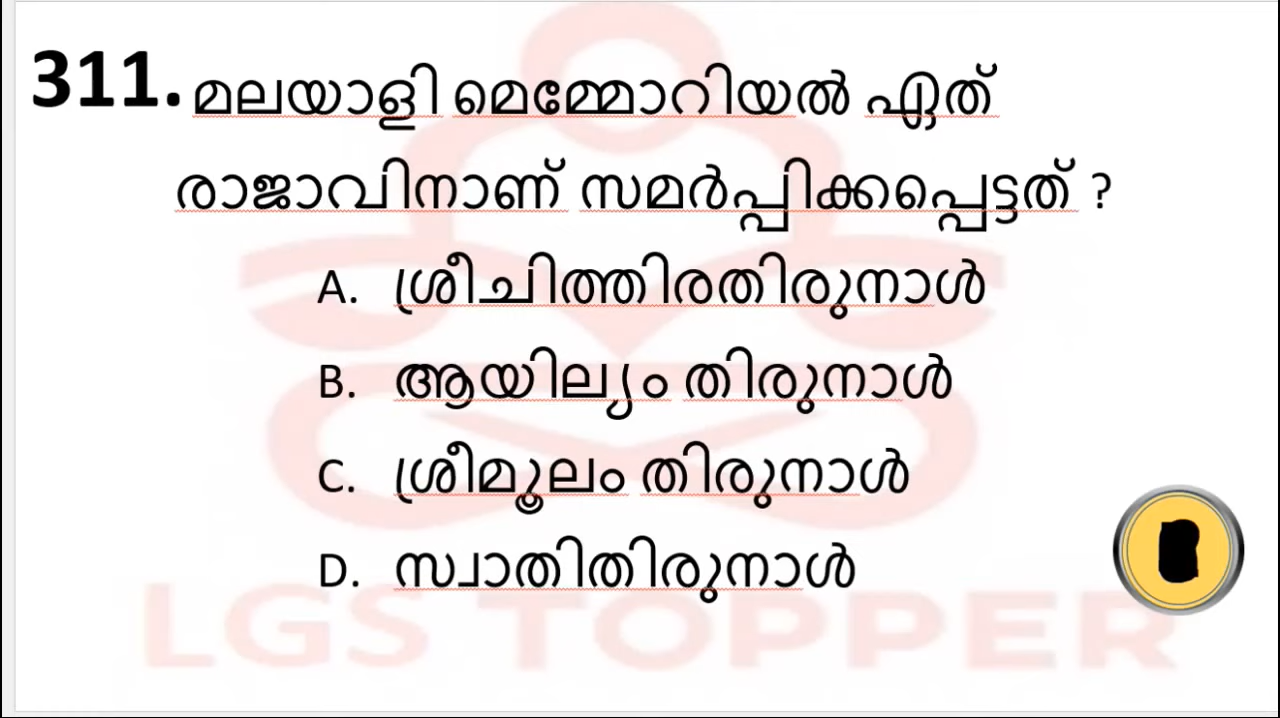 311. മലയാളി മെമ്മോറിയൽ ഏത്
രാജാവിനാണ് സമർപ്പിക്കപ്പെട്ടത് ?
A. ശ്രീചിത്തിരതിരുനാൾ
B. ആയില്യം തിരുനാൾ
C. ശ്രീമൂലം തിരുനാൾ
D. സ്വാതിതിരുനാൾ
LGS TOPPER